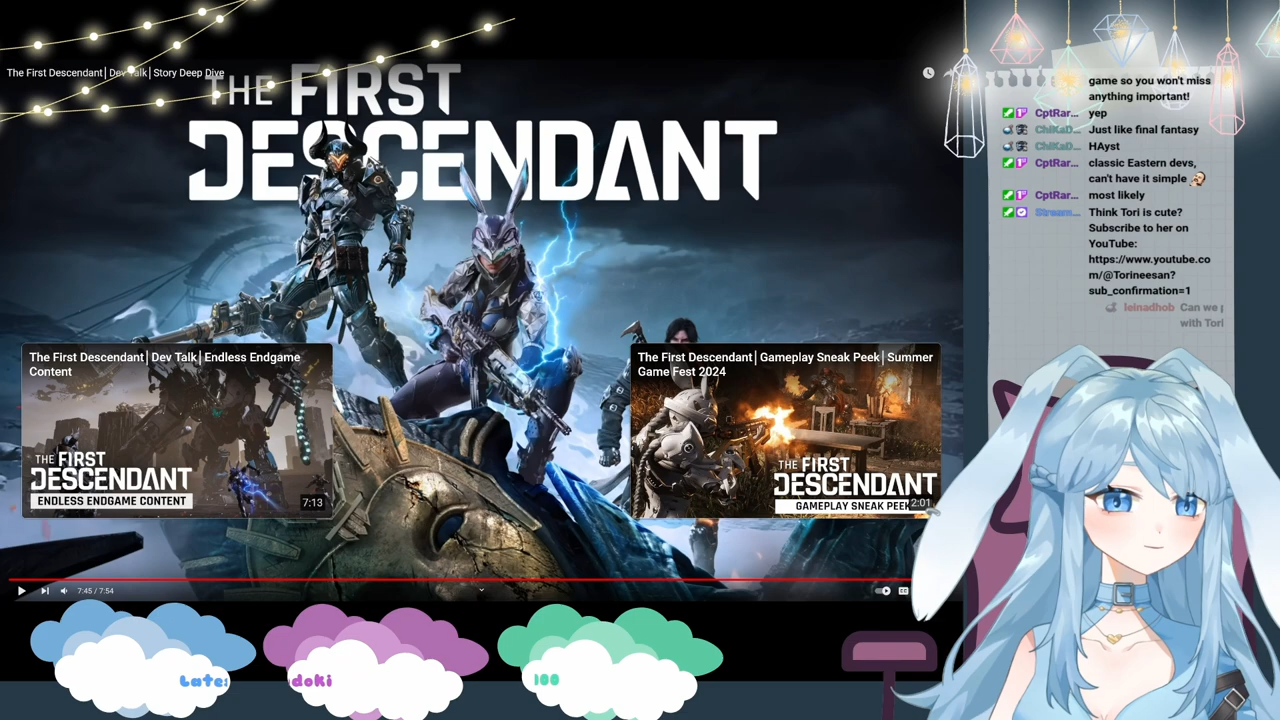 The First Descendant│Dev Talk│Story Deep Dive
THE FIRST
DESCENDANT
The First Descendant│Dev Talk│Endless Endgame
Content
THE FIRST
DESCENDANT
ENDLESS ENDGAME CONTENT
7:13
The First Descendant│Gameplay Sneak Peek│Summer
Game Fest 2024
THE FIRST
DESCENDANT
GAMEPLAY SNEAK PEEK
2:01
7:45 / 7:54
doki
100
game so you won't miss
anything important!
CptRar... yep
ChiKaD... Just like final fantasy
ChiKaD... HAyst
CptRar... classic Eastern devs,
can't have it simple
CptRar... most likely
Stream... Think Tori is cute?
Subscribe to her on
YouTube:
https://www.youtube.co
m/@Torineesan?
sub_confirmation=1
leinadhob Can we
with Tori